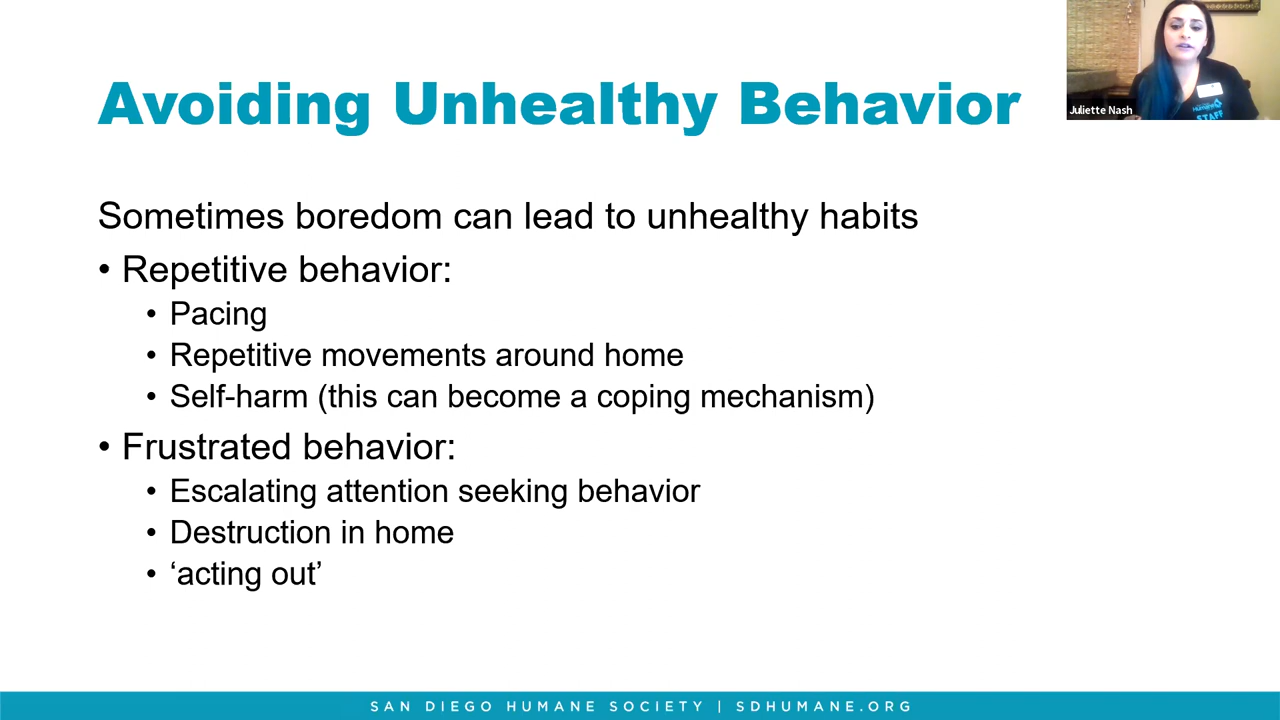 Avoiding Unhealthy Behavior
Juliette Nash
STAFF
Sometimes boredom can lead to unhealthy habits
• Repetitive behavior:
• Pacing
• Repetitive movements around home
• Self-harm (this can become a coping mechanism)
• Frustrated behavior:
• Escalating attention seeking behavior
• Destruction in home
• ‘acting out’
SAN DIEGO HUMANE SOCIETY | SDHUMANE.ORG